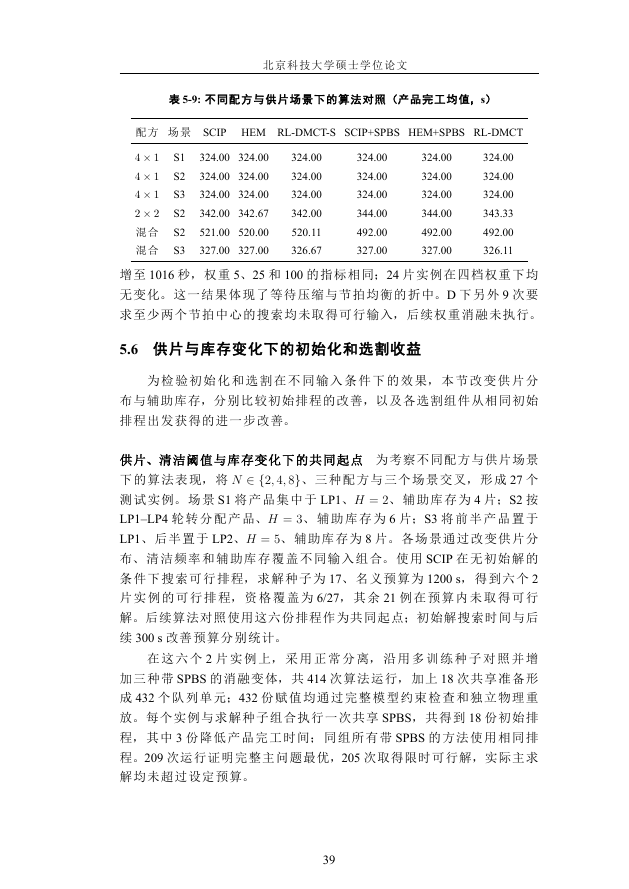 北京科技大学硕士学位论文
表 5-9: 不同配方与供片场景下的算法对照（产品完工均值，s）
配方 场景 SCIP HEM RL-DMCT-S SCIP+SPBS HEM+SPBS RL-DMCT
4 × 1 S1 324.00 324.00 324.00 324.00 324.00 324.00
4 × 1 S2 324.00 324.00 324.00 324.00 324.00 324.00
4 × 1 S3 324.00 324.00 324.00 324.00 324.00 324.00
2 × 2 S2 342.00 342.67 342.00 344.00 344.00 343.33
混合 S2 521.00 520.00 520.11 492.00 492.00 492.00
混合 S3 327.00 327.00 326.67 327.00 327.00 326.11
增至 1016 秒，权重 5、25 和 100 的指标相同；24 片实例在四档权重下均
无变化。这一结果体现了等待压缩与节拍均衡的折中。D 下另外 9 次要
求至少两个节拍中心的搜索均未取得可行输入，后续权重消融未执行。
5.6 供片与库存变化下的初始化和选割收益
为检验初始化和选割在不同输入条件下的效果，本节改变供片分
布与辅助库存，分别比较初始排程的改善，以及各选割组件从相同初始
排程出发获得的进一步改善。
供片、清洁阈值与库存变化下的共同起点 为考察不同配方与供片场景
下的算法表现，将 N ∈ {2, 4, 8}、三种配方与三个场景交叉，形成 27 个
测试实例。场景 S1 将产品集中于 LP1、H = 2、辅助库存为 4 片；S2 按
LP1–LP4 轮转分配产品、H = 3、辅助库存为 6 片；S3 将前半产品置于
LP1、后半置于 LP2、H = 5、辅助库存为 8 片。各场景通过改变供片分
布、清洁频率和辅助库存覆盖不同输入组合。使用 SCIP 在无初始解的
条件下搜索可行排程，求解种子为 17、名义预算为 1200 s，得到六个 2
片实例的可行排程，资格覆盖为 6/27，其余 21 例在预算内未取得可行
解。后续算法对照使用这六份排程作为共同起点；初始解搜索时间与后
续 300 s 改善预算分别统计。
在这六个 2 片实例上，采用正常分离，沿用多训练种子对照并增
加三种带 SPBS 的消融变体，共 414 次算法运行，加上 18 次共享准备形
成 432 个队列单元；432 份赋值均通过完整模型约束检查和独立物理重
放。每个实例与求解种子组合执行一次共享 SPBS，共得到 18 份初始排
程，其中 3 份降低产品完工时间；同组所有带 SPBS 的方法使用相同排
程。209 次运行证明完整主问题最优，205 次取得限时可行解，实际主求
解均未超过设定预算。
39